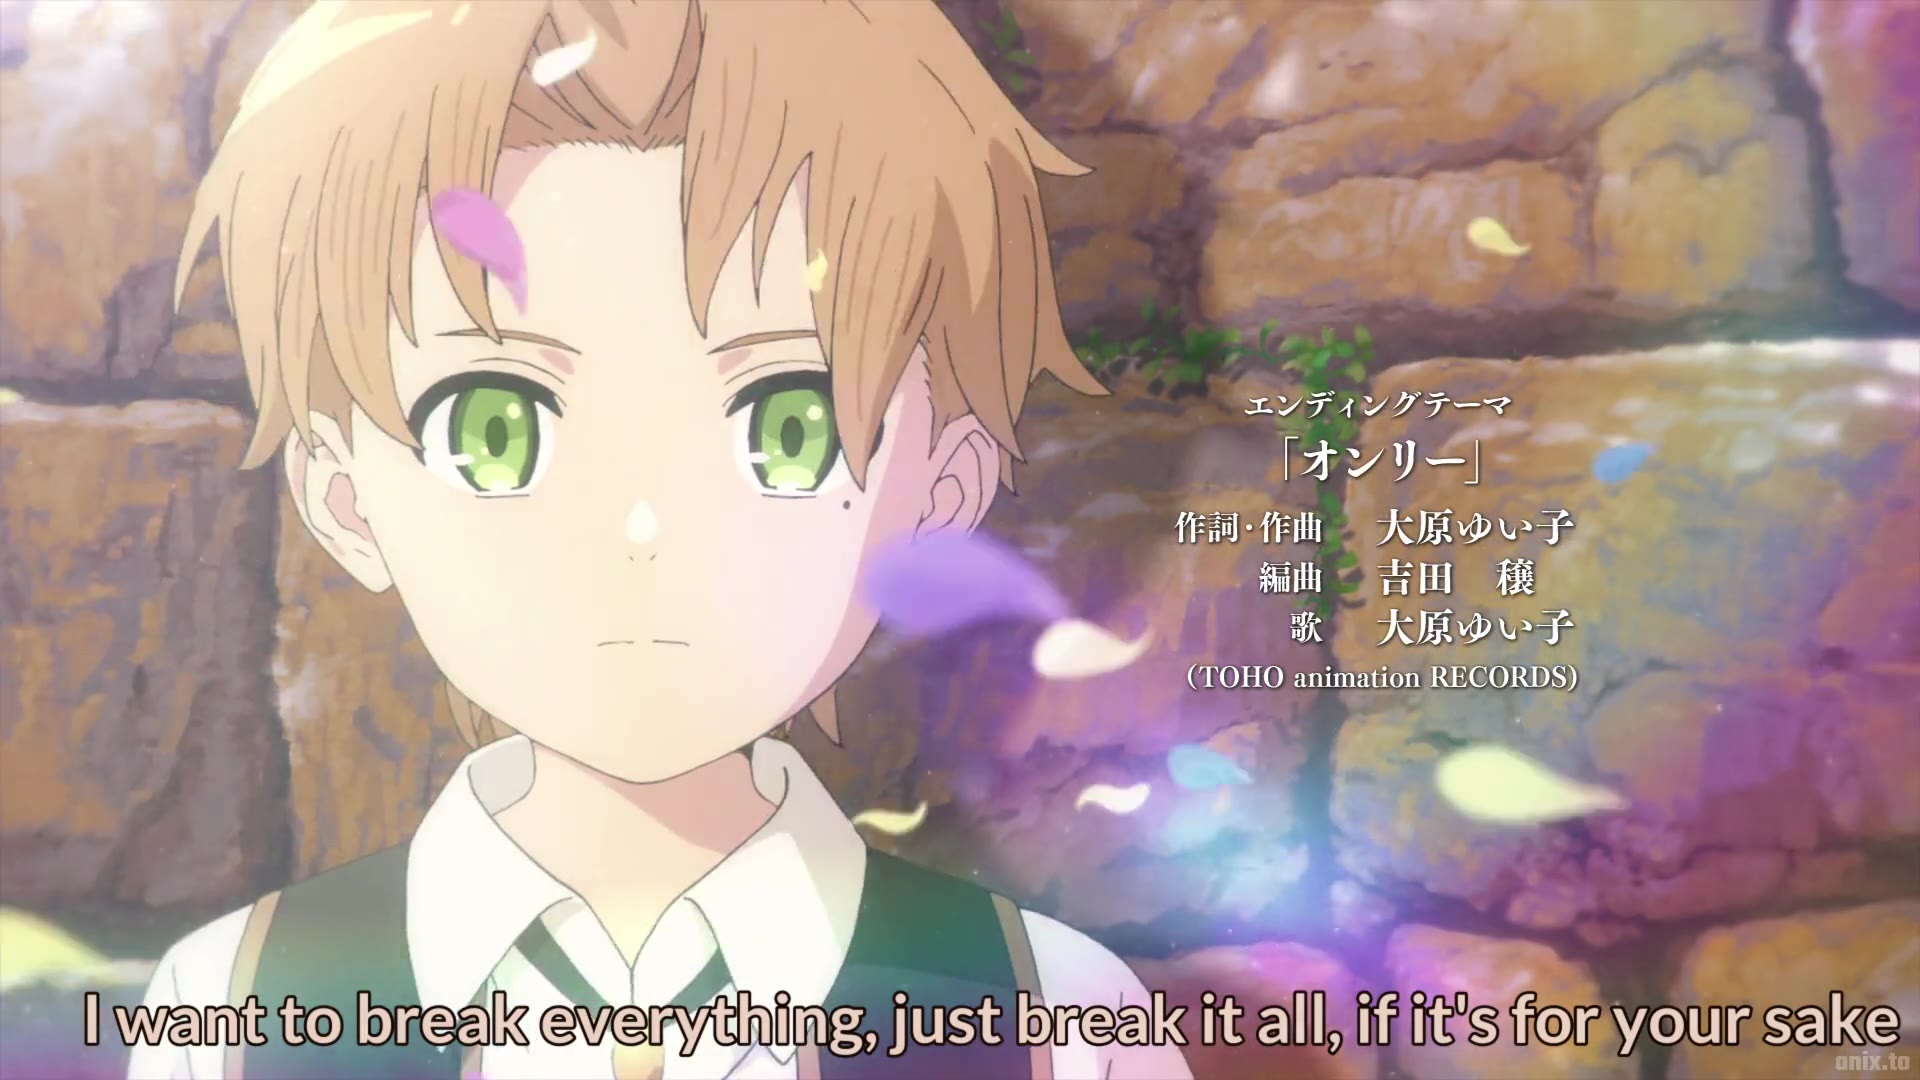 エンディングテーマ
「オンリー」
作詞・作曲　大原ゆい子
編曲　吉田　穣
歌　大原ゆい子
(TOHO animation RECORDS)
I want to break everything, just break it all, if it's for your sake
anix.to